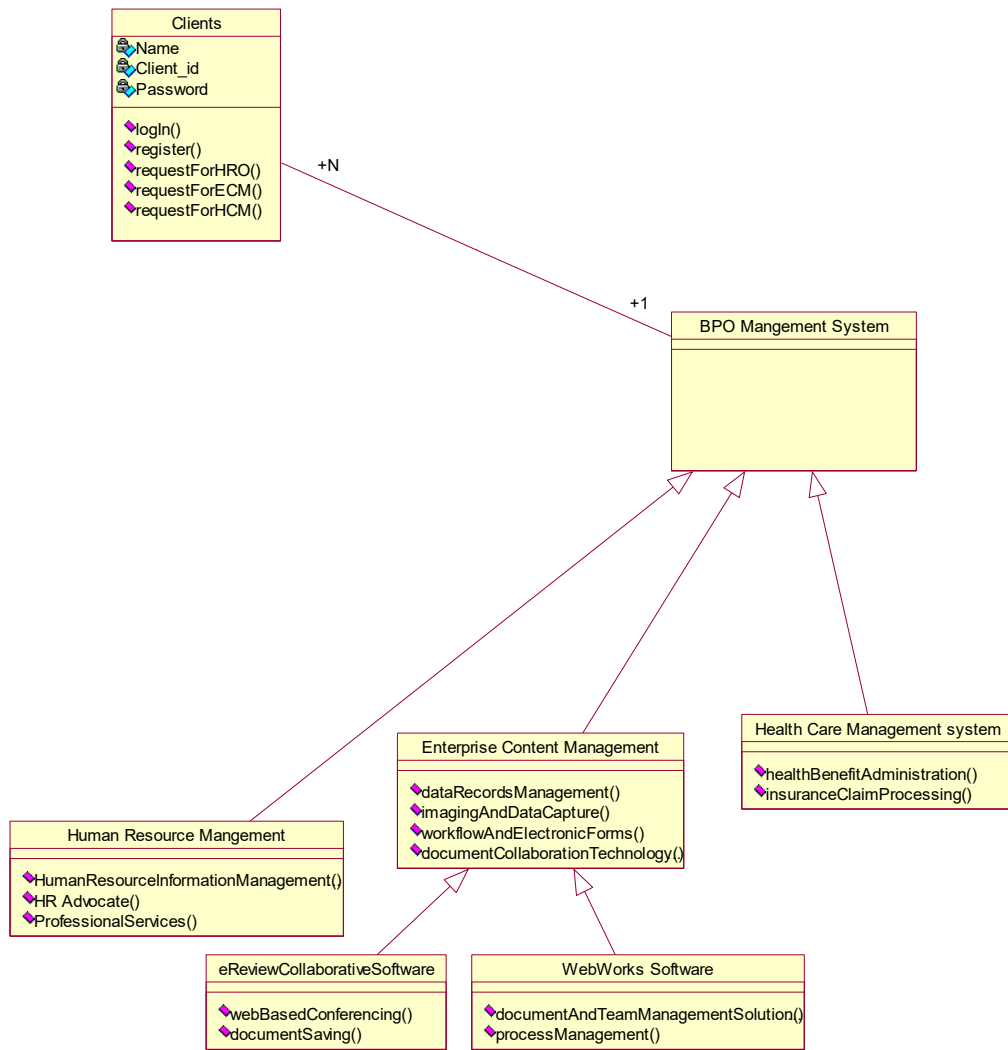 Clients
Name
Client_id
Password
logIn()
register()
requestForHRO()
requestForECM()
requestForHCM()
+N
+1
BPO Mangement System
Human Resource Mangement
HumanResourceInformationManagement()
HR Advocate()
ProfessionalServices()
Enterprise Content Management
dataRecordsManagement()
imagingAndDataCapture()
workflowAndElectronicForms()
documentCollaborationTechnology()
Health Care Management system
healthBenefitAdministration()
insuranceClaimProcessing()
eReviewCollaborativeSoftware
webBasedConferencing()
documentSaving()
WebWorks Software
documentAndTeamManagementSolution()
processManagement()